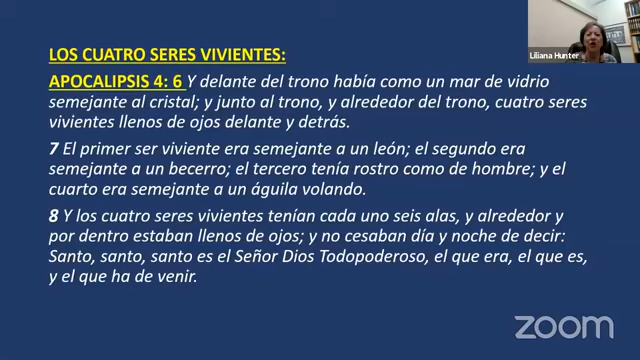 Liliana Hunter
LOS CUATRO SERES VIVIENTES:
APOCALIPSIS 4: 6 Y delante del trono había como un mar de vidrio
semejante al cristal; y junto al trono, y alrededor del trono, cuatro seres
vivientes llenos de ojos delante y detrás.
7 El primer ser viviente era semejante a un león; el segundo era
semejante a un becerro; el tercero tenía rostro como de hombre; y el
cuarto era semejante a un águila volando.
8 Y los cuatro seres vivientes tenían cada uno seis alas, y alrededor y
por dentro estaban llenos de ojos; y no cesaban día y noche de decir:
Santo, santo, santo es el Señor Dios Todopoderoso, el que era, el que es,
y el que ha de venir.
zoom